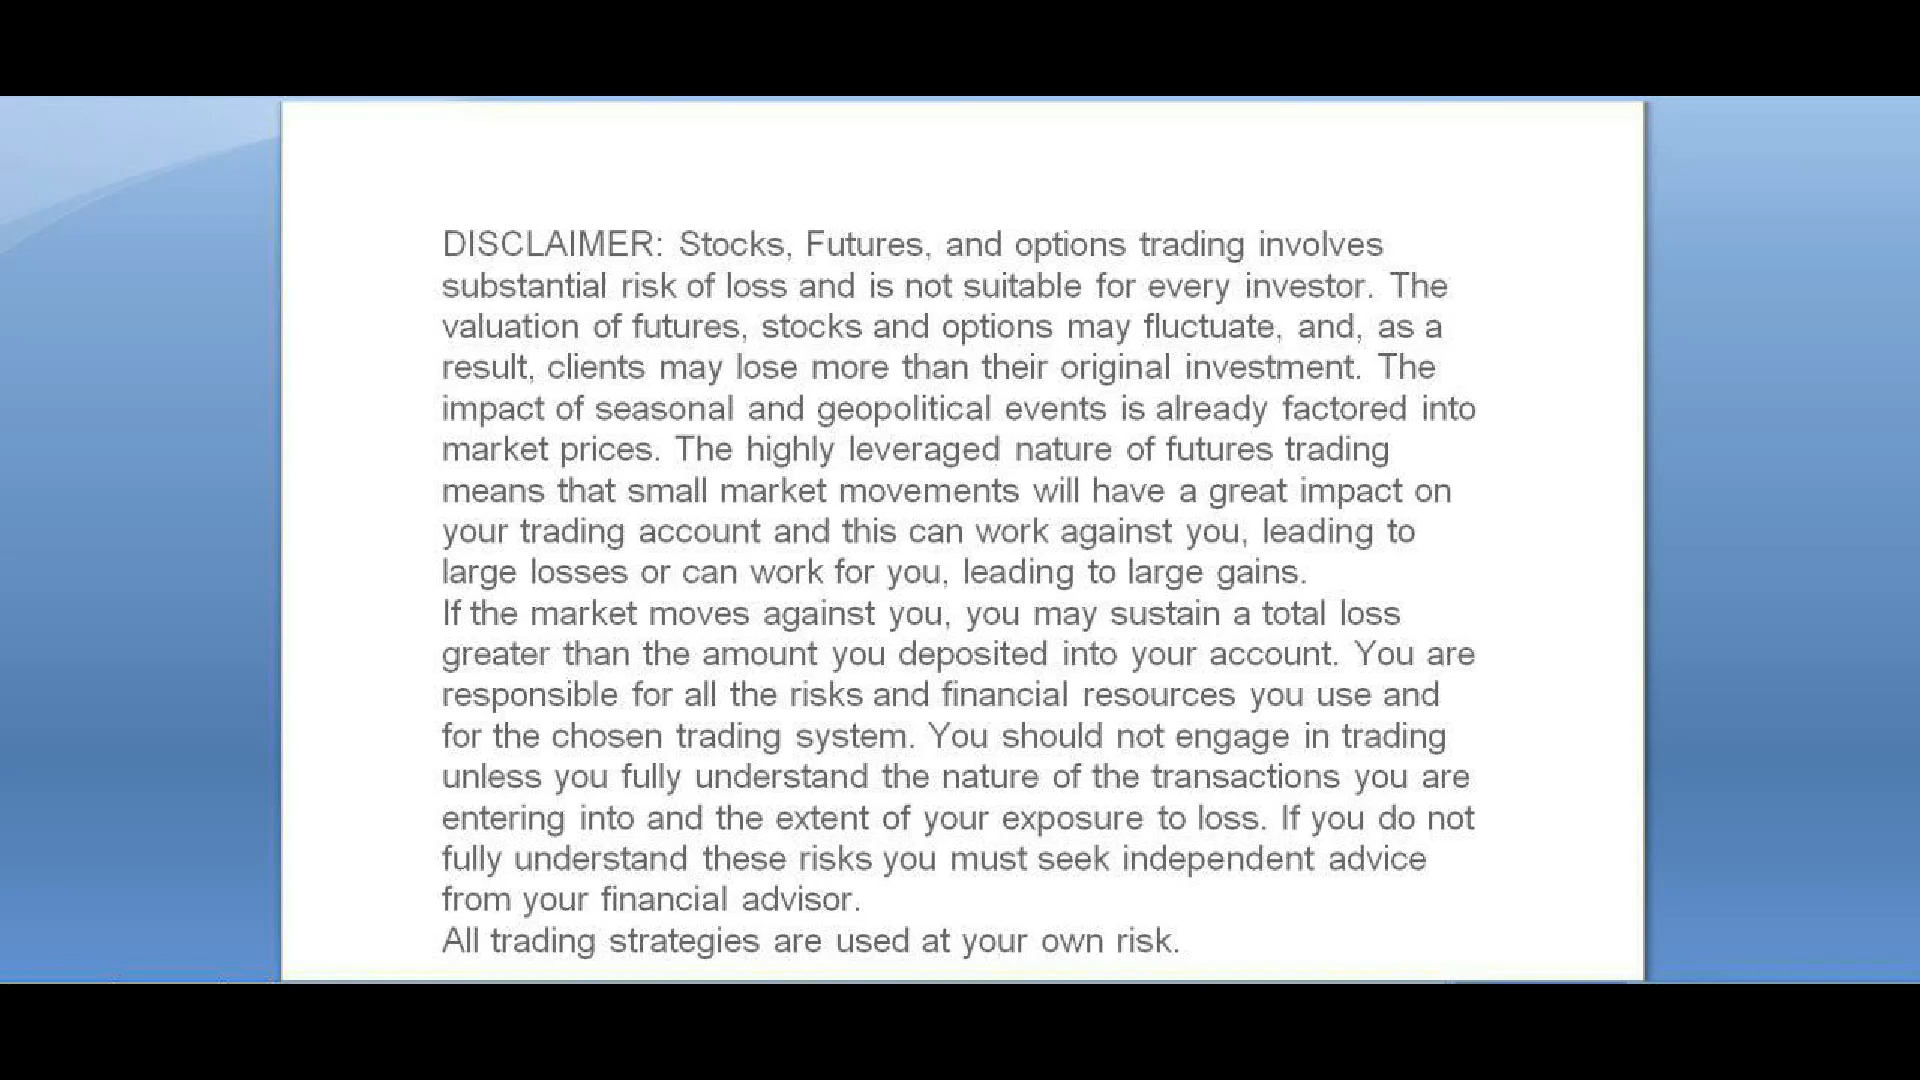 DISCLAIMER: Stocks, Futures, and options trading involves
substantial risk of loss and is not suitable for every investor. The
valuation of futures, stocks and options may fluctuate, and, as a
result, clients may lose more than their original investment. The
impact of seasonal and geopolitical events is already factored into
market prices. The highly leveraged nature of futures trading
means that small market movements will have a great impact on
your trading account and this can work against you, leading to
large losses or can work for you, leading to large gains.
If the market moves against you, you may sustain a total loss
greater than the amount you deposited into your account. You are
responsible for all the risks and financial resources you use and
for the chosen trading system. You should not engage in trading
unless you fully understand the nature of the transactions you are
entering into and the extent of your exposure to loss. If you do not
fully understand these risks you must seek independent advice
from your financial advisor.
All trading strategies are used at your own risk.